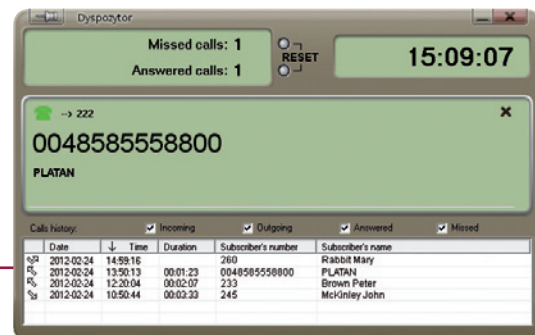 Dyspozytor
Missed calls: 1
Answered calls: 1
RESET
15:09:07
--> 222
0048585558800
PLATAN
Calls history: Incoming Outgoing Answered Missed
Date Time Duration Subscriber's number Subscriber's name
2012-02-24 14:59:16 260 Rabbit Mary
2012-02-24 13:50:13 00:01:23 0048585558800 PLATAN
2012-02-24 12:20:04 00:02:07 233 Brown Peter
2012-02-24 10:50:44 00:03:33 245 McKinley John